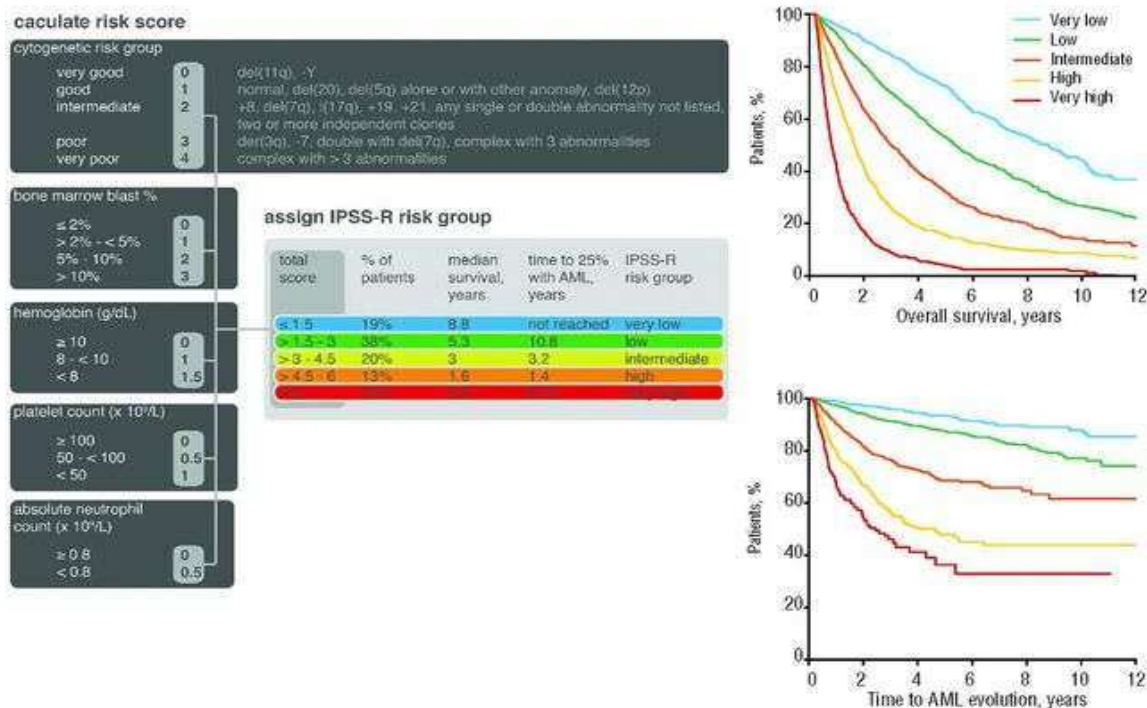 caculate risk score
cytogenetic risk group
very good 0 del(11q), -Y
good 1 normal, del(20), del(5q) alone or with other anomaly, del(12p)
intermediate 2 +8, del(7q), i(17q), +19, +21, any single or double abnormality not listed,
two or more independent clones
poor 3 der(3q), -7, double with del(7q), complex with 3 abnormalities
very poor 4 complex with > 3 abnormalities
bone marrow blast %
≤ 2% 0
> 2% - < 5% 1
5% - 10% 2
> 10% 3
hemoglobin (g/dL)
≥ 10 0
8 - < 10 1
< 8 1.5
platelet count (x 10⁹/L)
≥ 100 0
50 - < 100 0.5
< 50 1
absolute neutrophil
count (x 10⁹/L)
≥ 0.8 0
< 0.8 0.5
assign IPSS-R risk group
total score
% of patients
median survival, years
time to 25% with AML, years
IPSS-R risk group
≤ 1.5 19% 8.8 not reached very low
> 1.5 - 3 38% 5.3 10.8 low
> 3 - 4.5 20% 3 3.2 intermediate
> 4.5 - 6 13% 1.6 1.4 high
Very low
Low
Intermediate
High
Very high
Patients, %
100
80
60
40
20
0
0 2 4 6 8 10 12
Overall survival, years
Patients, %
100
80
60
40
20
0
0 2 4 6 8 10 12
Time to AML evolution, years